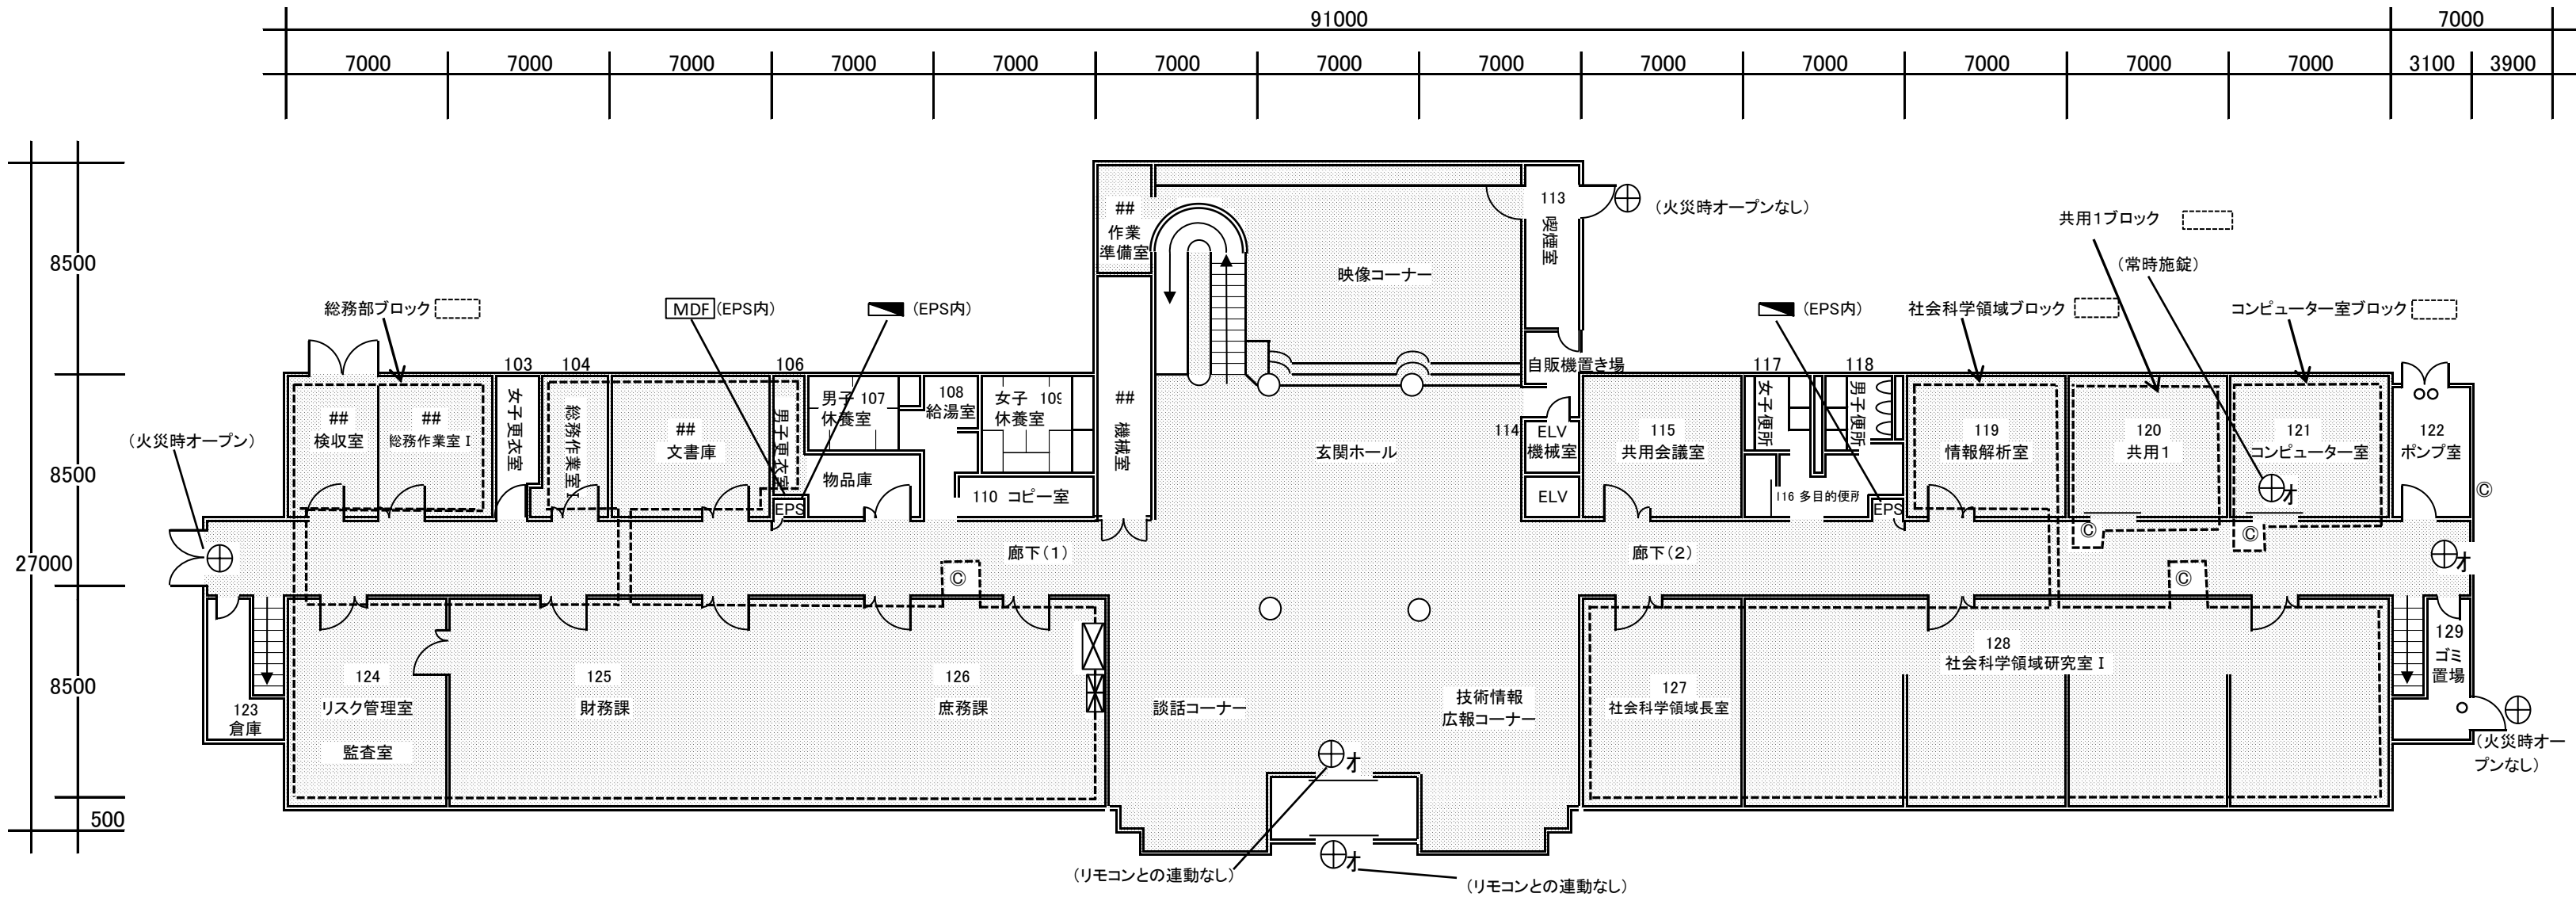 91000
7000
7000
7000
7000
7000
7000
7000
7000
7000
7000
7000
7000
7000
7000
3100
3900
8500
8500
27000
8500
500
##
作業
準備室
113
喫煙室
（火災時オープンなし）
共用１ブロック
（常時施錠）
映像コーナー
総務部ブロック
MDF
(EPS内)
（EPS内）
（EPS内）
社会科学領域ブロック
コンピューター室ブロック
自販機置き場
103
104
106
117
118
##
検収室
##
総務作業室Ⅰ
女子更衣室
総務作業室Ⅰ
##
文書庫
男子更衣室
男子 107
休養室
108
給湯室
女子 109
休養室
##
機械室
玄関ホール
114
ELV
機械室
115
共用会議室
女子便所
男子便所
119
情報解析室
120
共用１
121
コンピューター室
122
ポンプ室
（火災時オープン）
物品庫
110 コピー室
ELV
116 多目的便所
EPS
EPS
オ
©
©
©
廊下（１）
廊下（２）
オ
©
©
124
リスク管理室
監査室
125
財務課
126
庶務課
123
倉庫
談話コーナー
技術情報
広報コーナー
127
社会科学領域長室
128
社会科学領域研究室Ⅰ
129
ゴミ
置場
（火災時オー
プンなし）
オ
オ
（リモコンとの連動なし）
（リモコンとの連動なし）